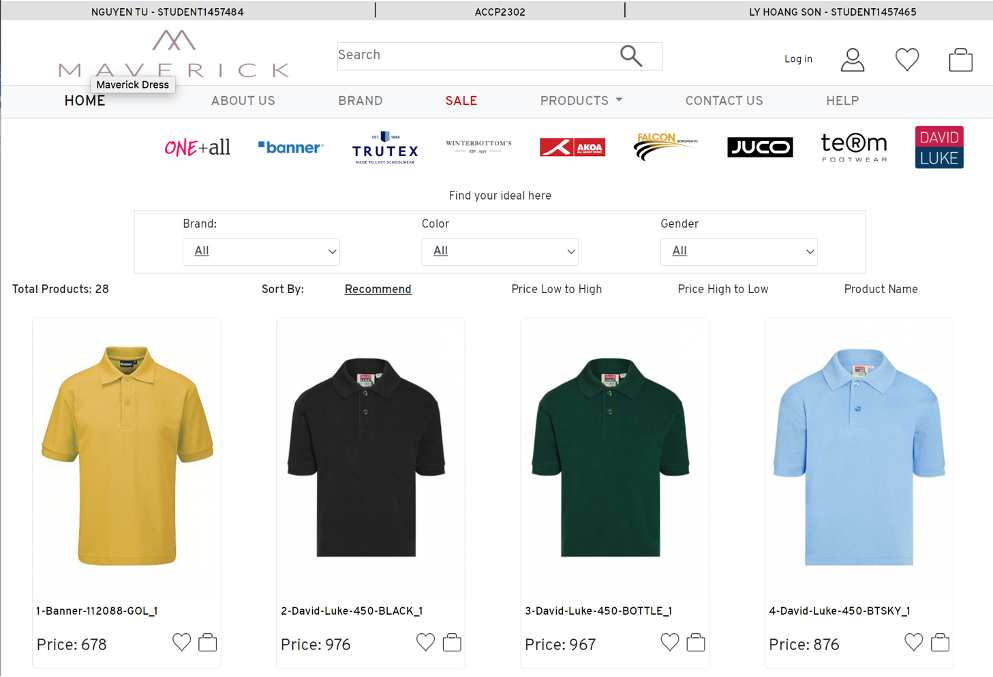 NGUYEN TU - STUDENT1457484 ACCP2302 LY HOANG SON - STUDENT1457465
MAVERICK
Search
Log in
Maverick Dress
HOME ABOUT US BRAND SALE PRODUCTS CONTACT US HELP
ONE+all banner TRUTEX WINTERBOTTOM'S AKOA FALCON JUCO te®m DAVID
EST. 1865 MADE TO LAST SCHOOLWEAR FOOTWEAR LUKE
Find your ideal here
Brand: Color Gender
All All All
Total Products: 28 Sort By: Recommend Price Low to High Price High to Low Product Name
1-Banner-112088-GOL_1 2-David-Luke-450-BLACK_1 3-David-Luke-450-BOTTLE_1 4-David-Luke-450-BTSKY_1
Price: 678 Price: 976 Price: 967 Price: 876